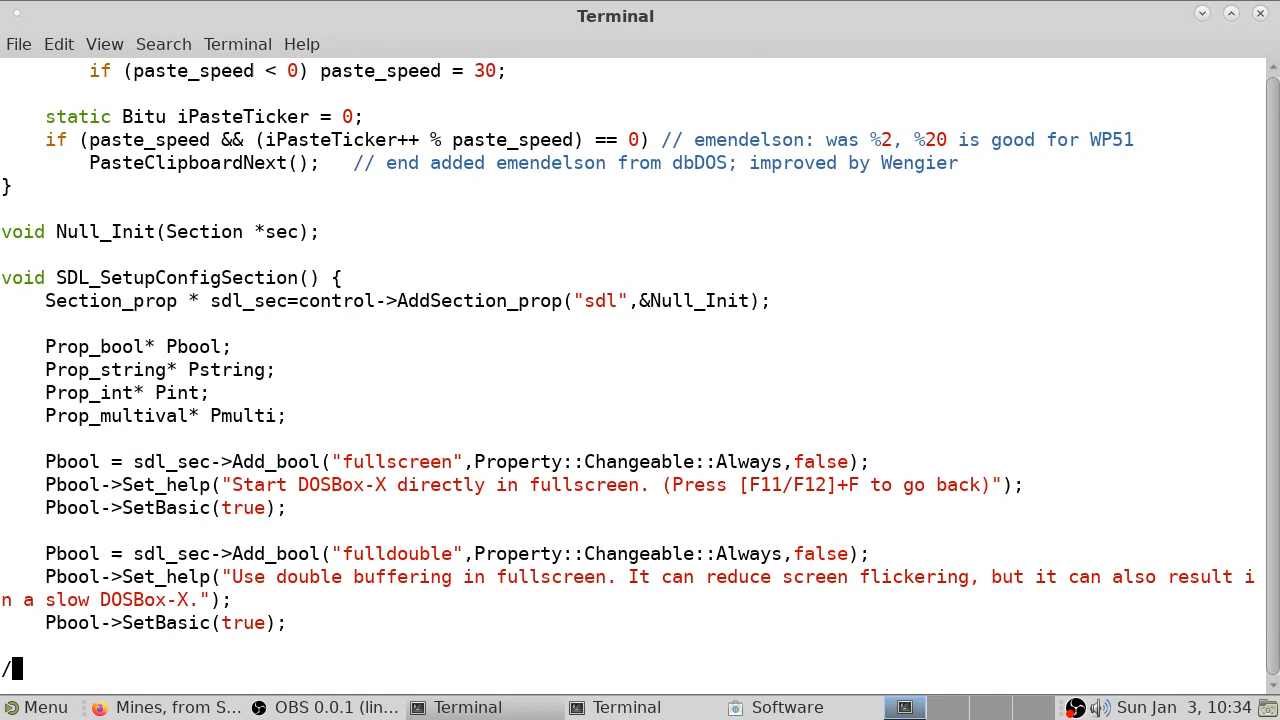 Terminal
File Edit View Search Terminal Help
        if (paste_speed < 0) paste_speed = 30;
    static Bitu iPasteTicker = 0;
    if (paste_speed && (iPasteTicker++ % paste_speed) == 0) // emendelson: was %2, %20 is good for WP51
        PasteClipboardNext();   // end added emendelson from dbDOS; improved by Wengier
}
void Null_Init(Section *sec);
void SDL_SetupConfigSection() {
    Section_prop * sdl_sec=control->AddSection_prop("sdl",&Null_Init);
    Prop_bool* Pbool;
    Prop_string* Pstring;
    Prop_int* Pint;
    Prop_multival* Pmulti;
    Pbool = sdl_sec->Add_bool("fullscreen",Property::Changeable::Always,false);
    Pbool->Set_help("Start DOSBox-X directly in fullscreen. (Press [F11/F12]+F to go back)");
    Pbool->SetBasic(true);
    Pbool = sdl_sec->Add_bool("fulldouble",Property::Changeable::Always,false);
    Pbool->Set_help("Use double buffering in fullscreen. It can reduce screen flickering, but it can also result i
n a slow DOSBox-X.");
    Pbool->SetBasic(true);
/
Menu Mines, from S... OBS 0.0.1 (lin... Terminal Terminal Software Sun Jan 3, 10:34